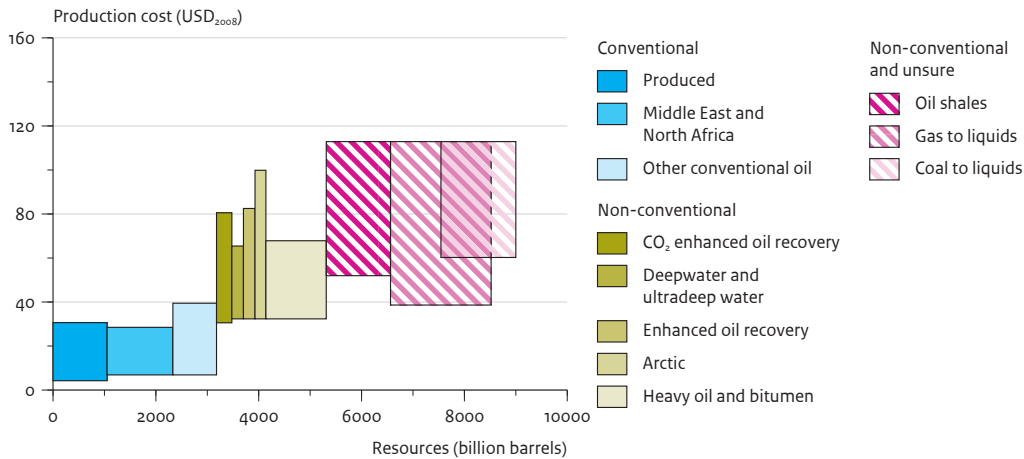 Production cost (USD₂₀₀₈)
160
120
80
40
0
0 2000 4000 6000 8000 10000
Resources (billion barrels)
Conventional
Produced
Middle East and
North Africa
Other conventional oil
Non-conventional
CO₂ enhanced oil recovery
Deepwater and
ultradeep water
Enhanced oil recovery
Arctic
Heavy oil and bitumen
Non-conventional
and unsure
Oil shales
Gas to liquids
Coal to liquids